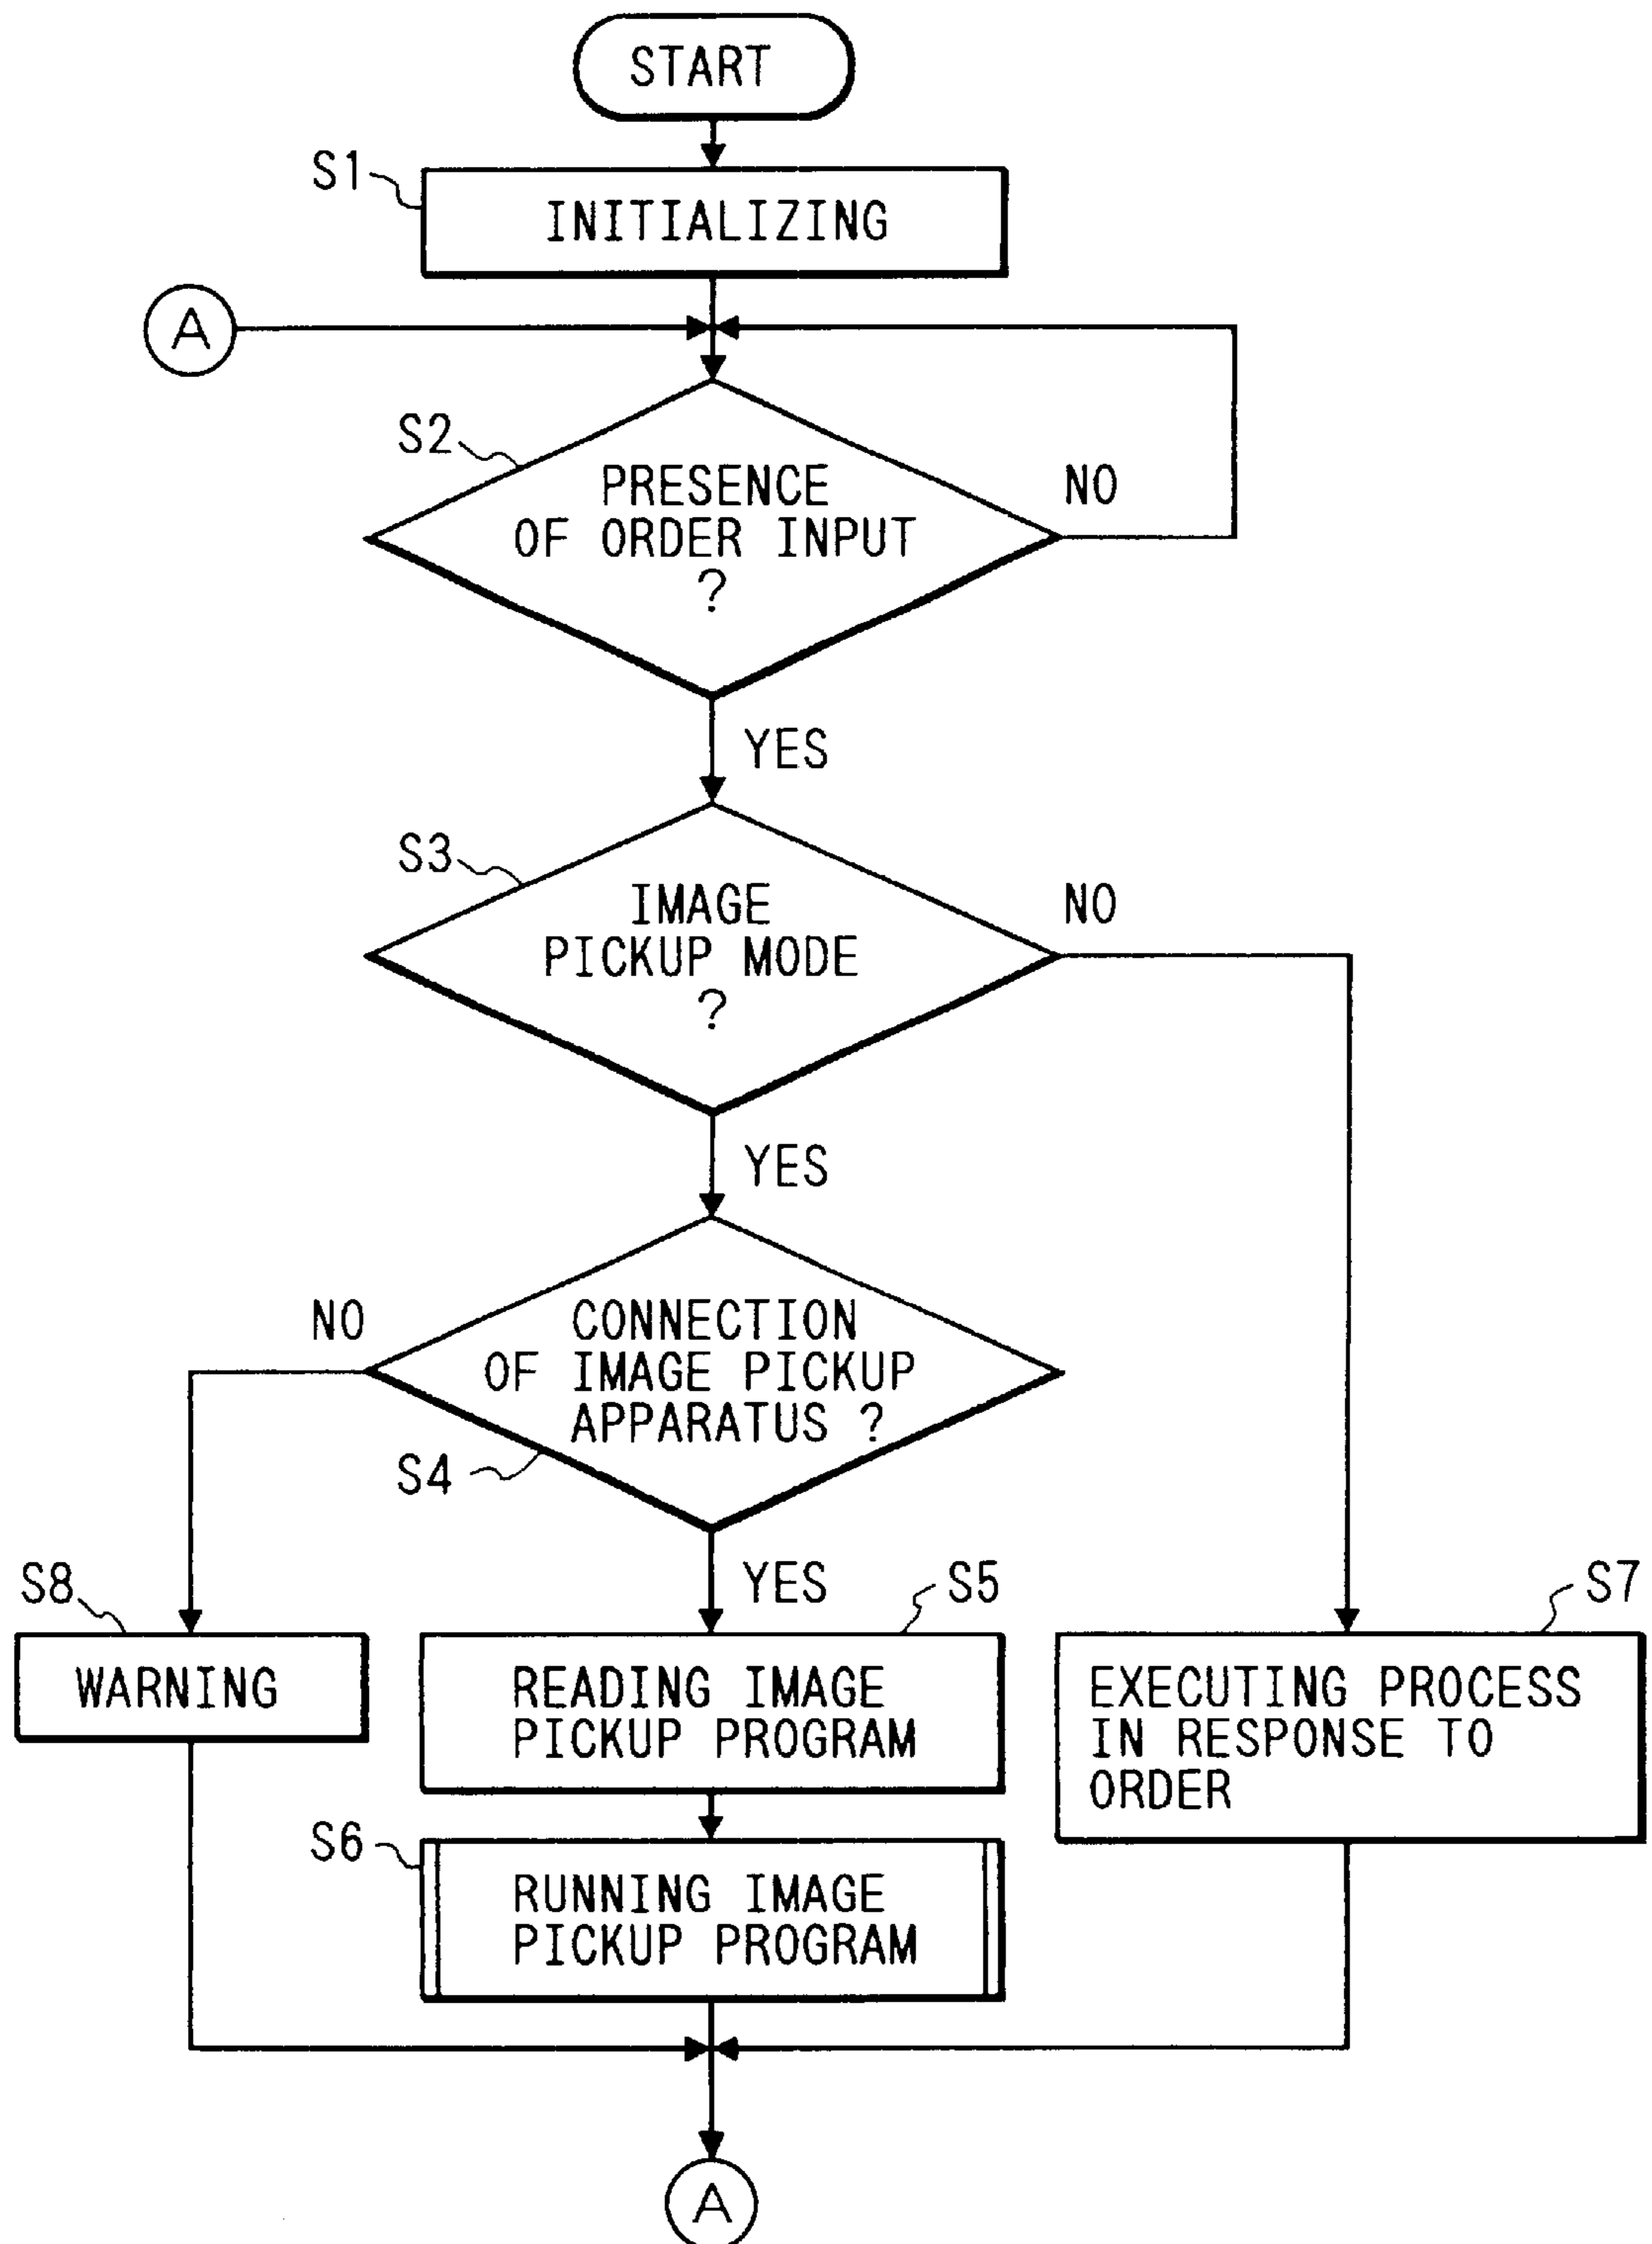 START
S1
INITIALIZING
A
S2
PRESENCE
OF ORDER INPUT
?
NO
YES
S3
IMAGE
PICKUP MODE
?
NO
YES
NO
CONNECTION
OF IMAGE PICKUP
APPARATUS ?
S4
YES
S8
WARNING
S5
READING IMAGE
PICKUP PROGRAM
S7
EXECUTING PROCESS
IN RESPONSE TO
ORDER
S6
RUNNING IMAGE
PICKUP PROGRAM
A